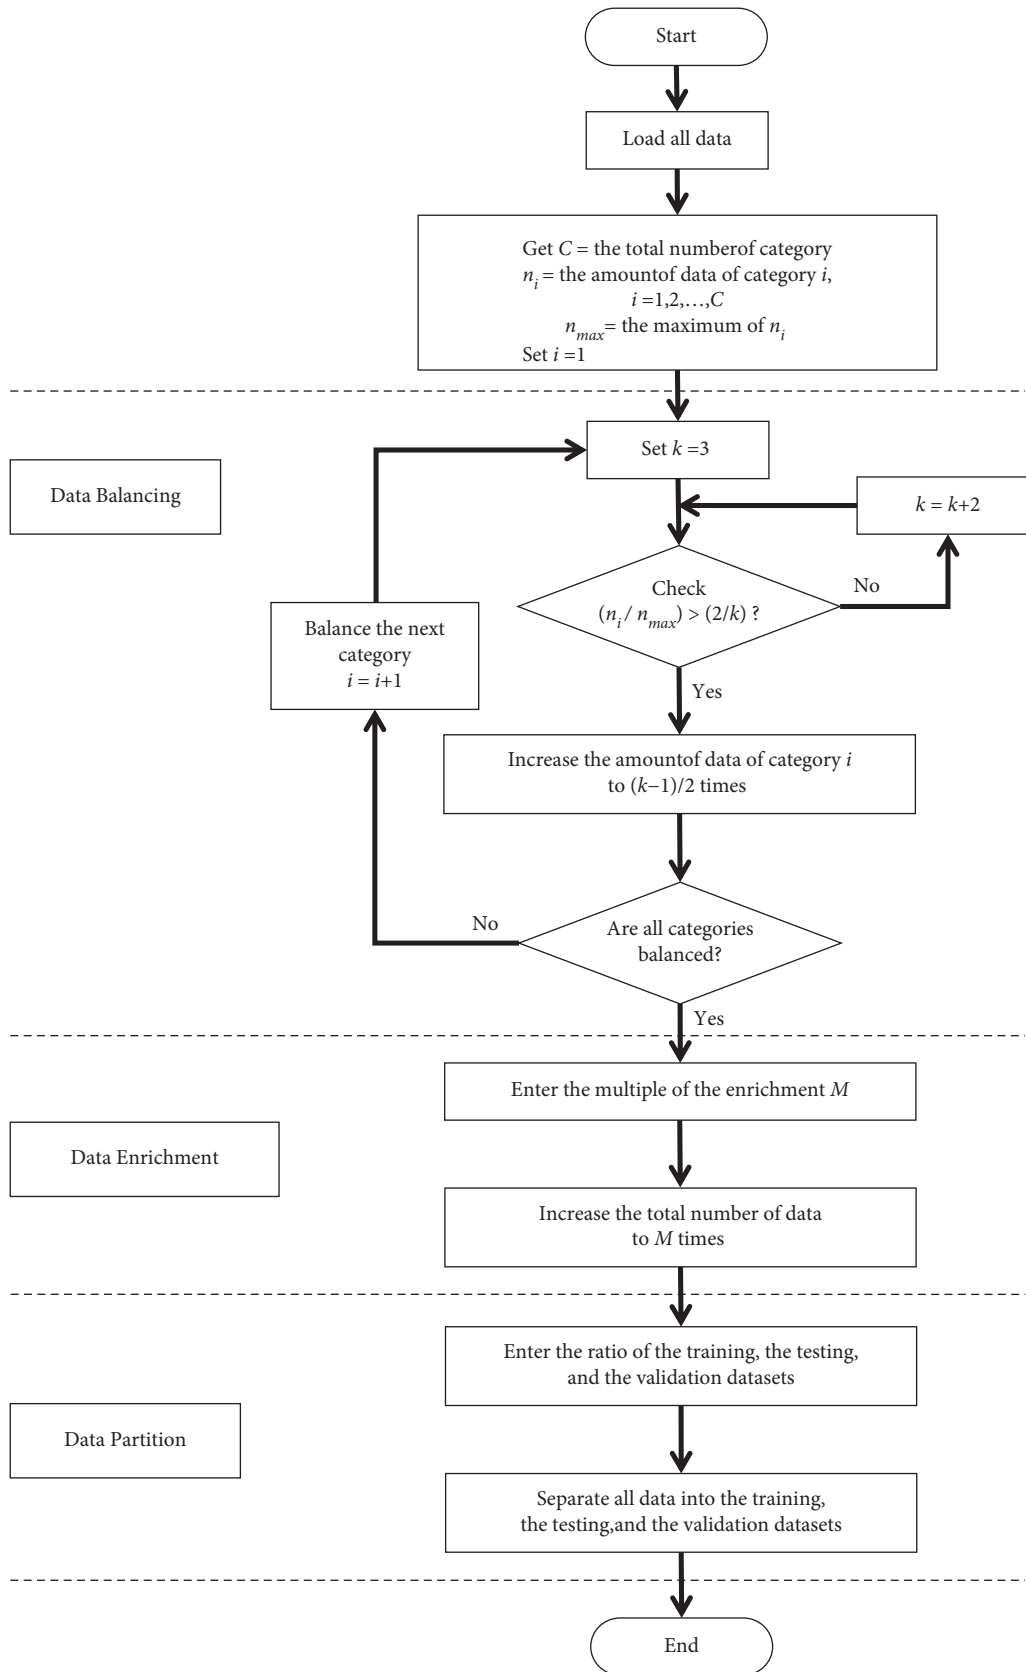 Start
Load all data
Get C = the total numberof category
n_i = the amountof data of category i,
i =1,2,…,C
n_max = the maximum of n_i
Set i =1
Set k =3
Data Balancing
k = k+2
Check
(n_i / n_max) > (2/k) ?
No
Balance the next
category
i = i+1
Yes
Increase the amountof data of category i
to (k−1)/2 times
No
Are all categories
balanced?
Yes
Enter the multiple of the enrichment M
Data Enrichment
Increase the total number of data
to M times
Enter the ratio of the training, the testing,
and the validation datasets
Data Partition
Separate all data into the training,
the testing,and the validation datasets
End